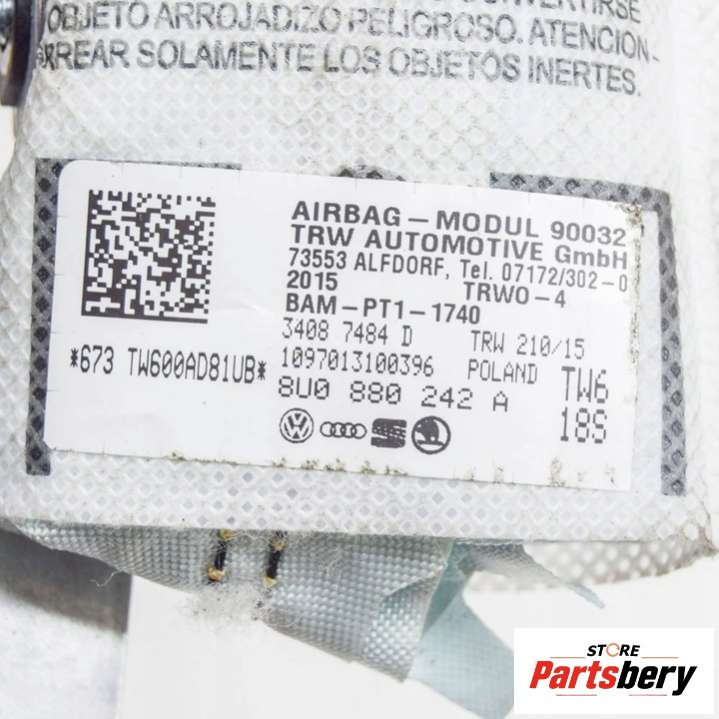 OBJETO ARROJADIZO PELIGROSO. ATENCION-
ARREAR SOLAMENTE LOS OBJETOS INERTES.
AIRBAG-MODUL 90032
TRW AUTOMOTIVE GmbH
73553 ALFDORF, Tel. 07172/302-0
2015 TRWO-4
BAM-PT1-1740
3408 7484 D TRW 210/15
*673 TW600AD81UB* 1097013100396 POLAND TW6
8U0 880 242 A 18S
STORE
Partsbery